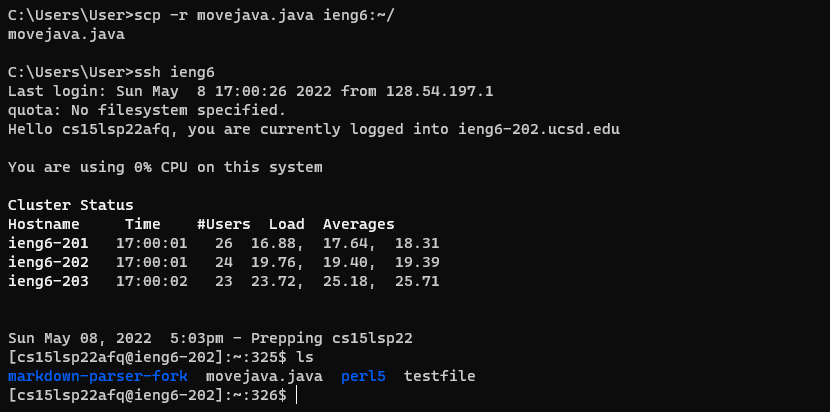 C:\Users\User>scp -r movejava.java ieng6:~/
movejava.java
C:\Users\User>ssh ieng6
Last login: Sun May  8 17:00:26 2022 from 128.54.197.1
quota: No filesystem specified.
Hello cs15lsp22afq, you are currently logged into ieng6-202.ucsd.edu
You are using 0% CPU on this system
Cluster Status
Hostname     Time    #Users  Load  Averages
ieng6-201   17:00:01   26  16.88,  17.64,  18.31
ieng6-202   17:00:01   24  19.76,  19.40,  19.39
ieng6-203   17:00:02   23  23.72,  25.18,  25.71
Sun May 08, 2022  5:03pm - Prepping cs15lsp22
[cs15lsp22afq@ieng6-202]:~:325$ ls
markdown-parser-fork  movejava.java  perl5  testfile
[cs15lsp22afq@ieng6-202]:~:326$